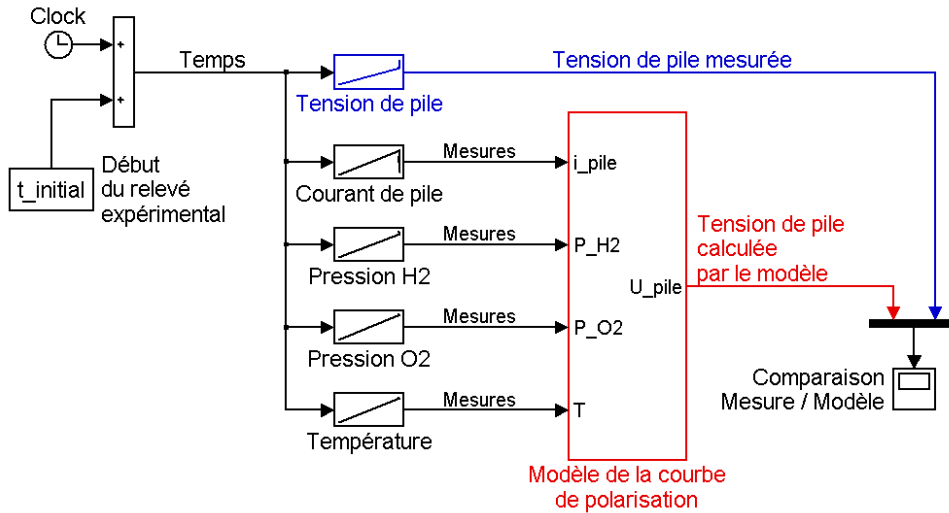 Clock
+
+
Temps
Tension de pile
Tension de pile mesurée
t_initial
Début
du relevé
expérimental
Courant de pile
Mesures
i_pile
Pression H2
Mesures
P_H2
Pression O2
Mesures
P_O2
Température
Mesures
T
U_pile
Modèle de la courbe
de polarisation
Tension de pile
calculée
par le modèle
Comparaison
Mesure / Modèle